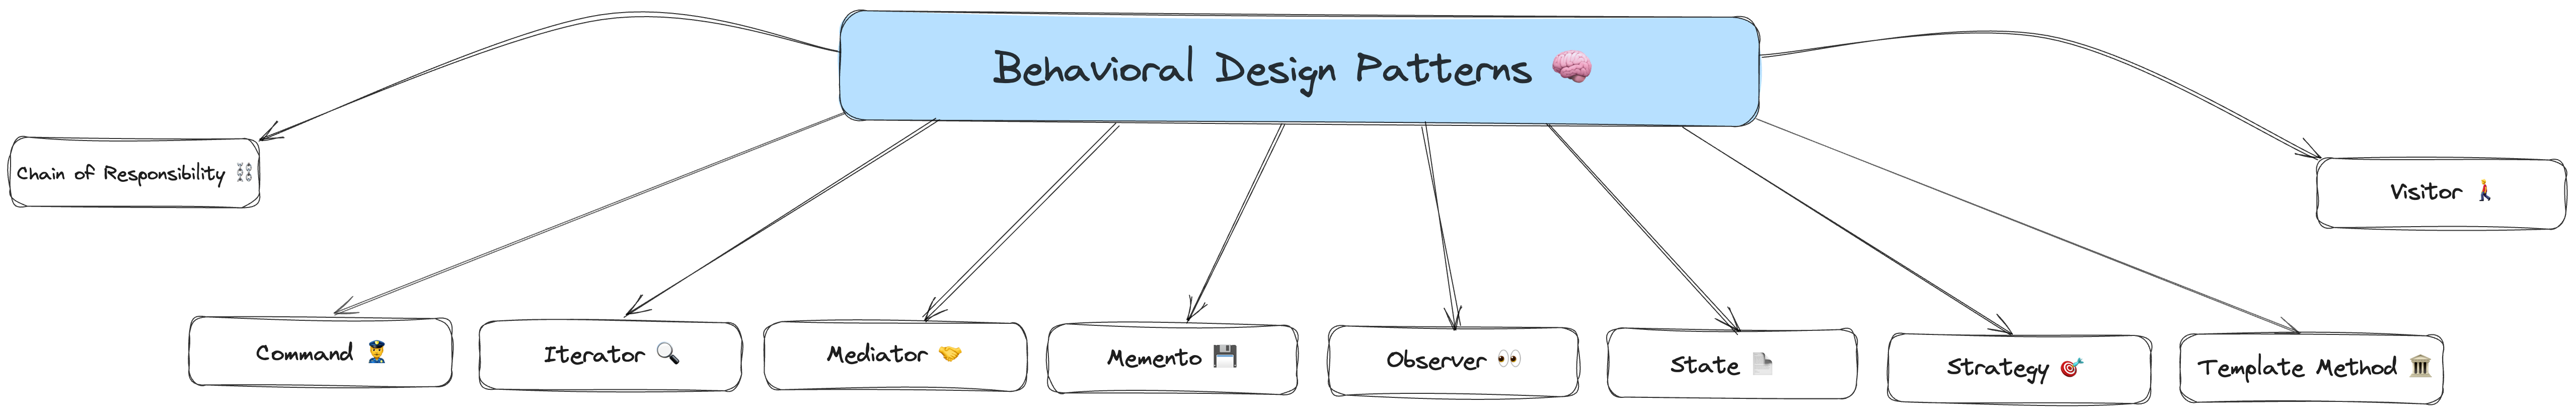 Behavioral Design Patterns 🧠
Chain of Responsibility ⛓️
Visitor 🚶
Command 👮
Iterator 🔍
Mediator 🤝
Memento 💾
Observer 👀
State 📄
Strategy 🎯
Template Method 🏛️